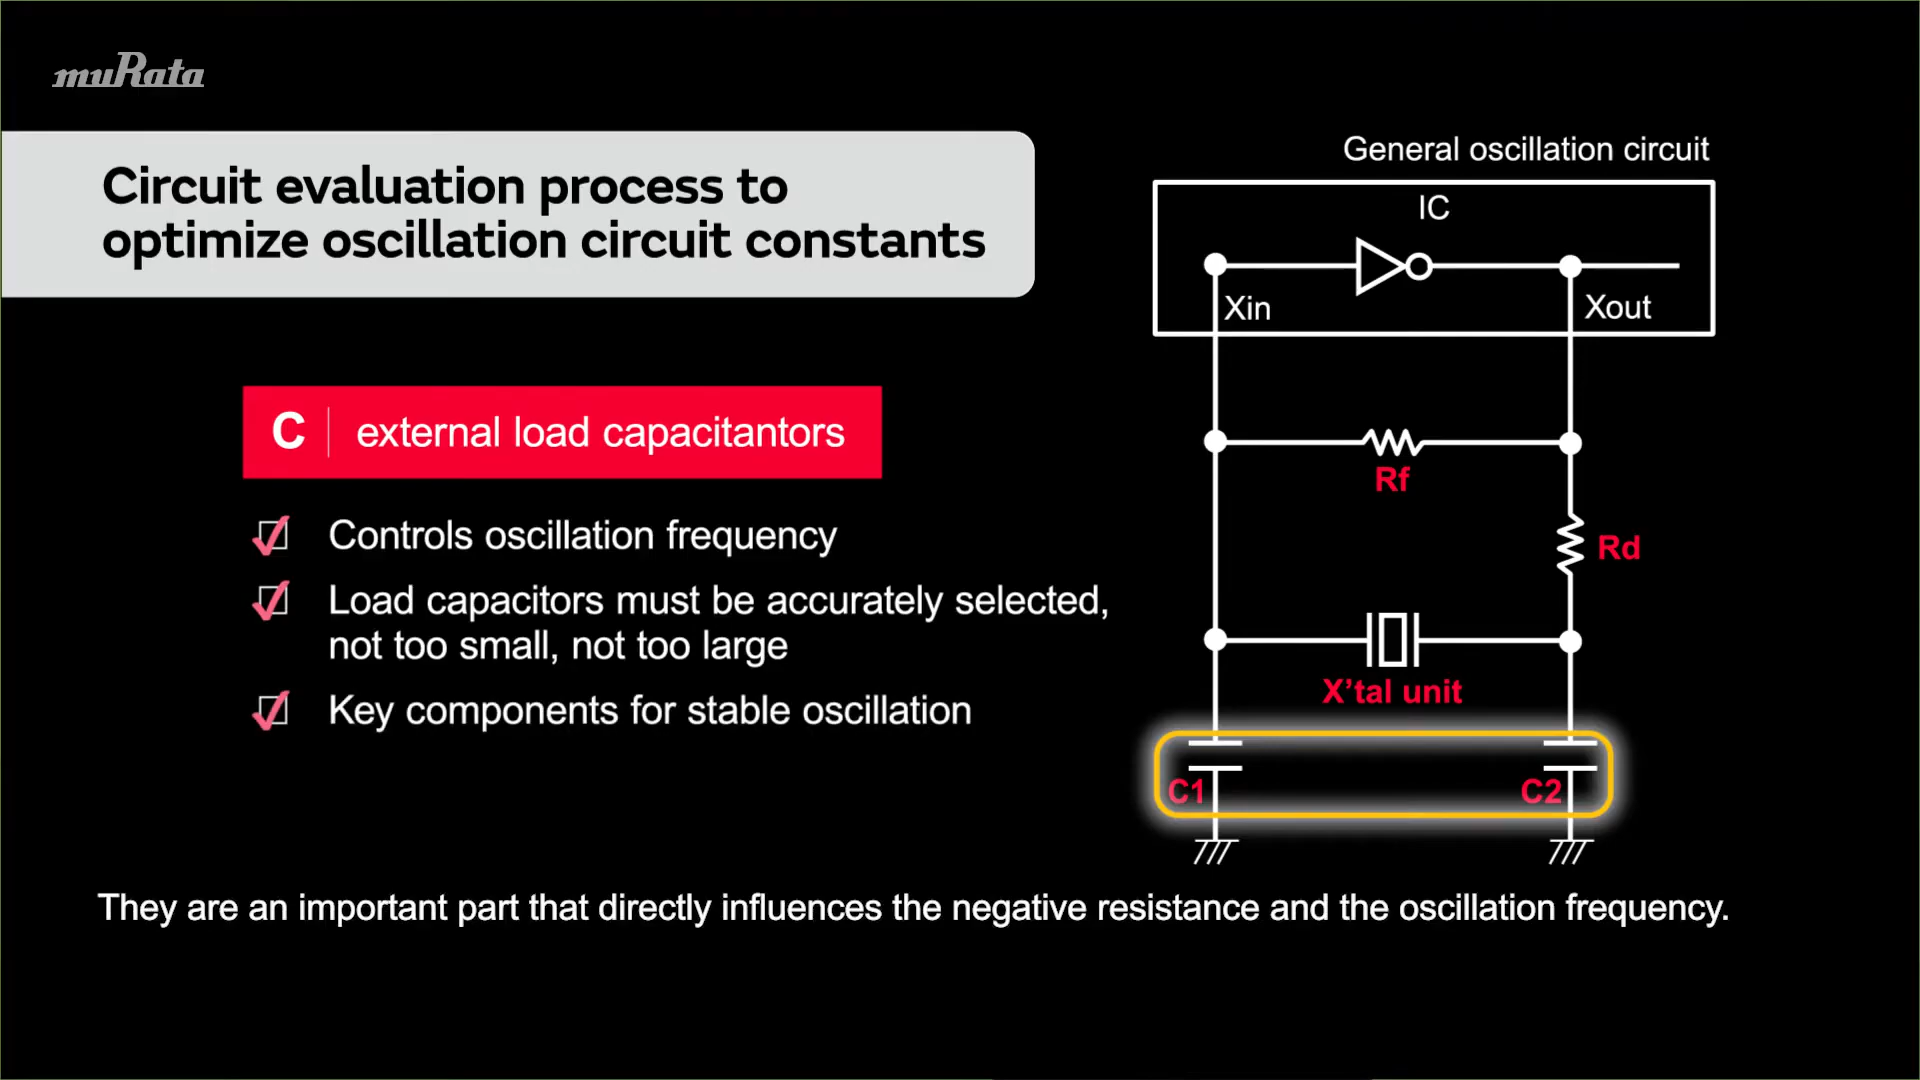 muRata
Circuit evaluation process to
optimize oscillation circuit constants
General oscillation circuit
IC
Xin
Xout
Rf
Rd
X'tal unit
C1
C2
C
external load capacitantors
Controls oscillation frequency
Load capacitors must be accurately selected,
not too small, not too large
Key components for stable oscillation
They are an important part that directly influences the negative resistance and the oscillation frequency.